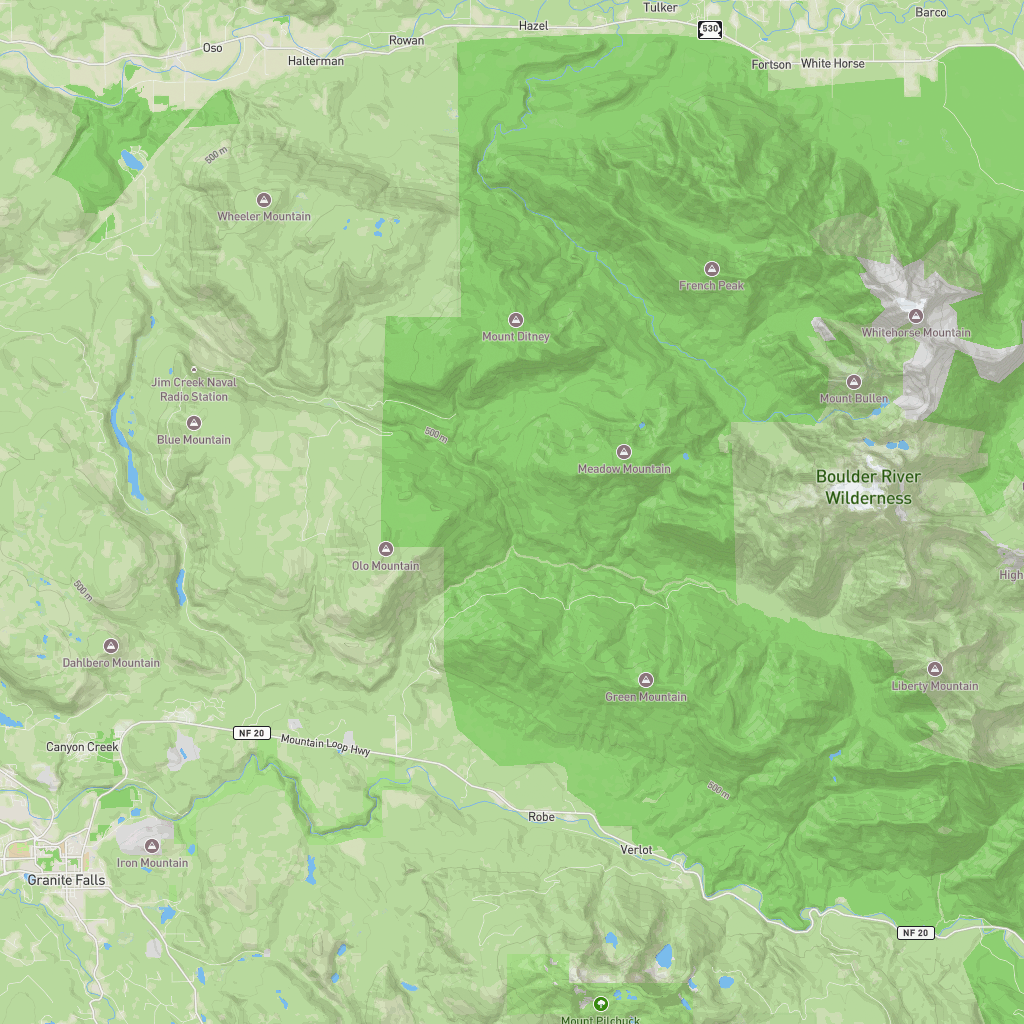 Tulker
Barco
Hazel
530
Rowan
Oso
Halterman
Fortson
White Horse
500 m
Wheeler Mountain
French Peak
Mount Ditney
Whitehorse Mountain
Jim Creek Naval
Radio Station
Mount Bullen
Blue Mountain
500 m
Meadow Mountain
Boulder River
Wilderness
Olo Mountain
High
500 m
Dahlbero Mountain
Liberty Mountain
Green Mountain
NF 20
Mountain Loop Hwy
Canyon Creek
500 m
Robe
Verlot
Iron Mountain
Granite Falls
NF 20
Mount Pilchuck